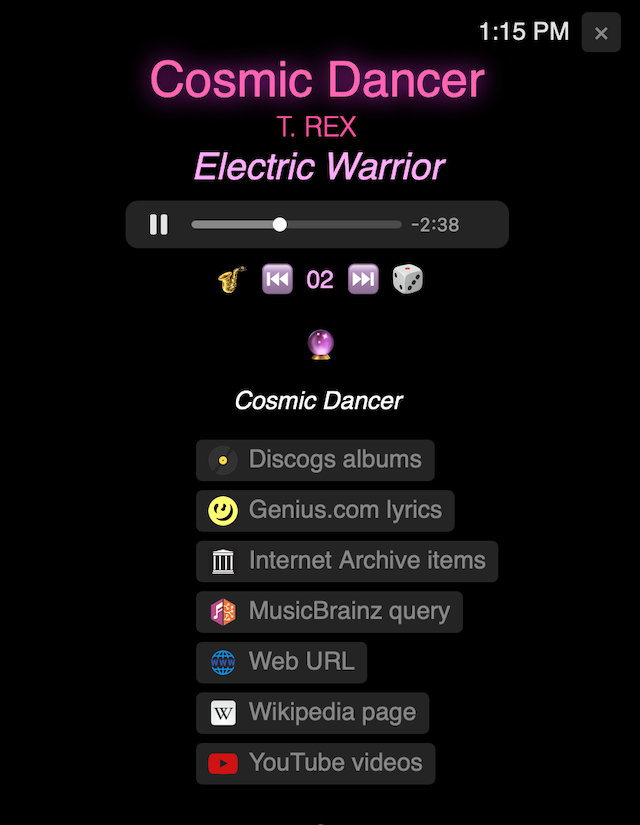 1:15 PM ×
Cosmic Dancer
T. REX
Electric Warrior
-2:38
02
Cosmic Dancer
Discogs albums
Genius.com lyrics
Internet Archive items
MusicBrainz query
WWW Web URL
W Wikipedia page
YouTube videos